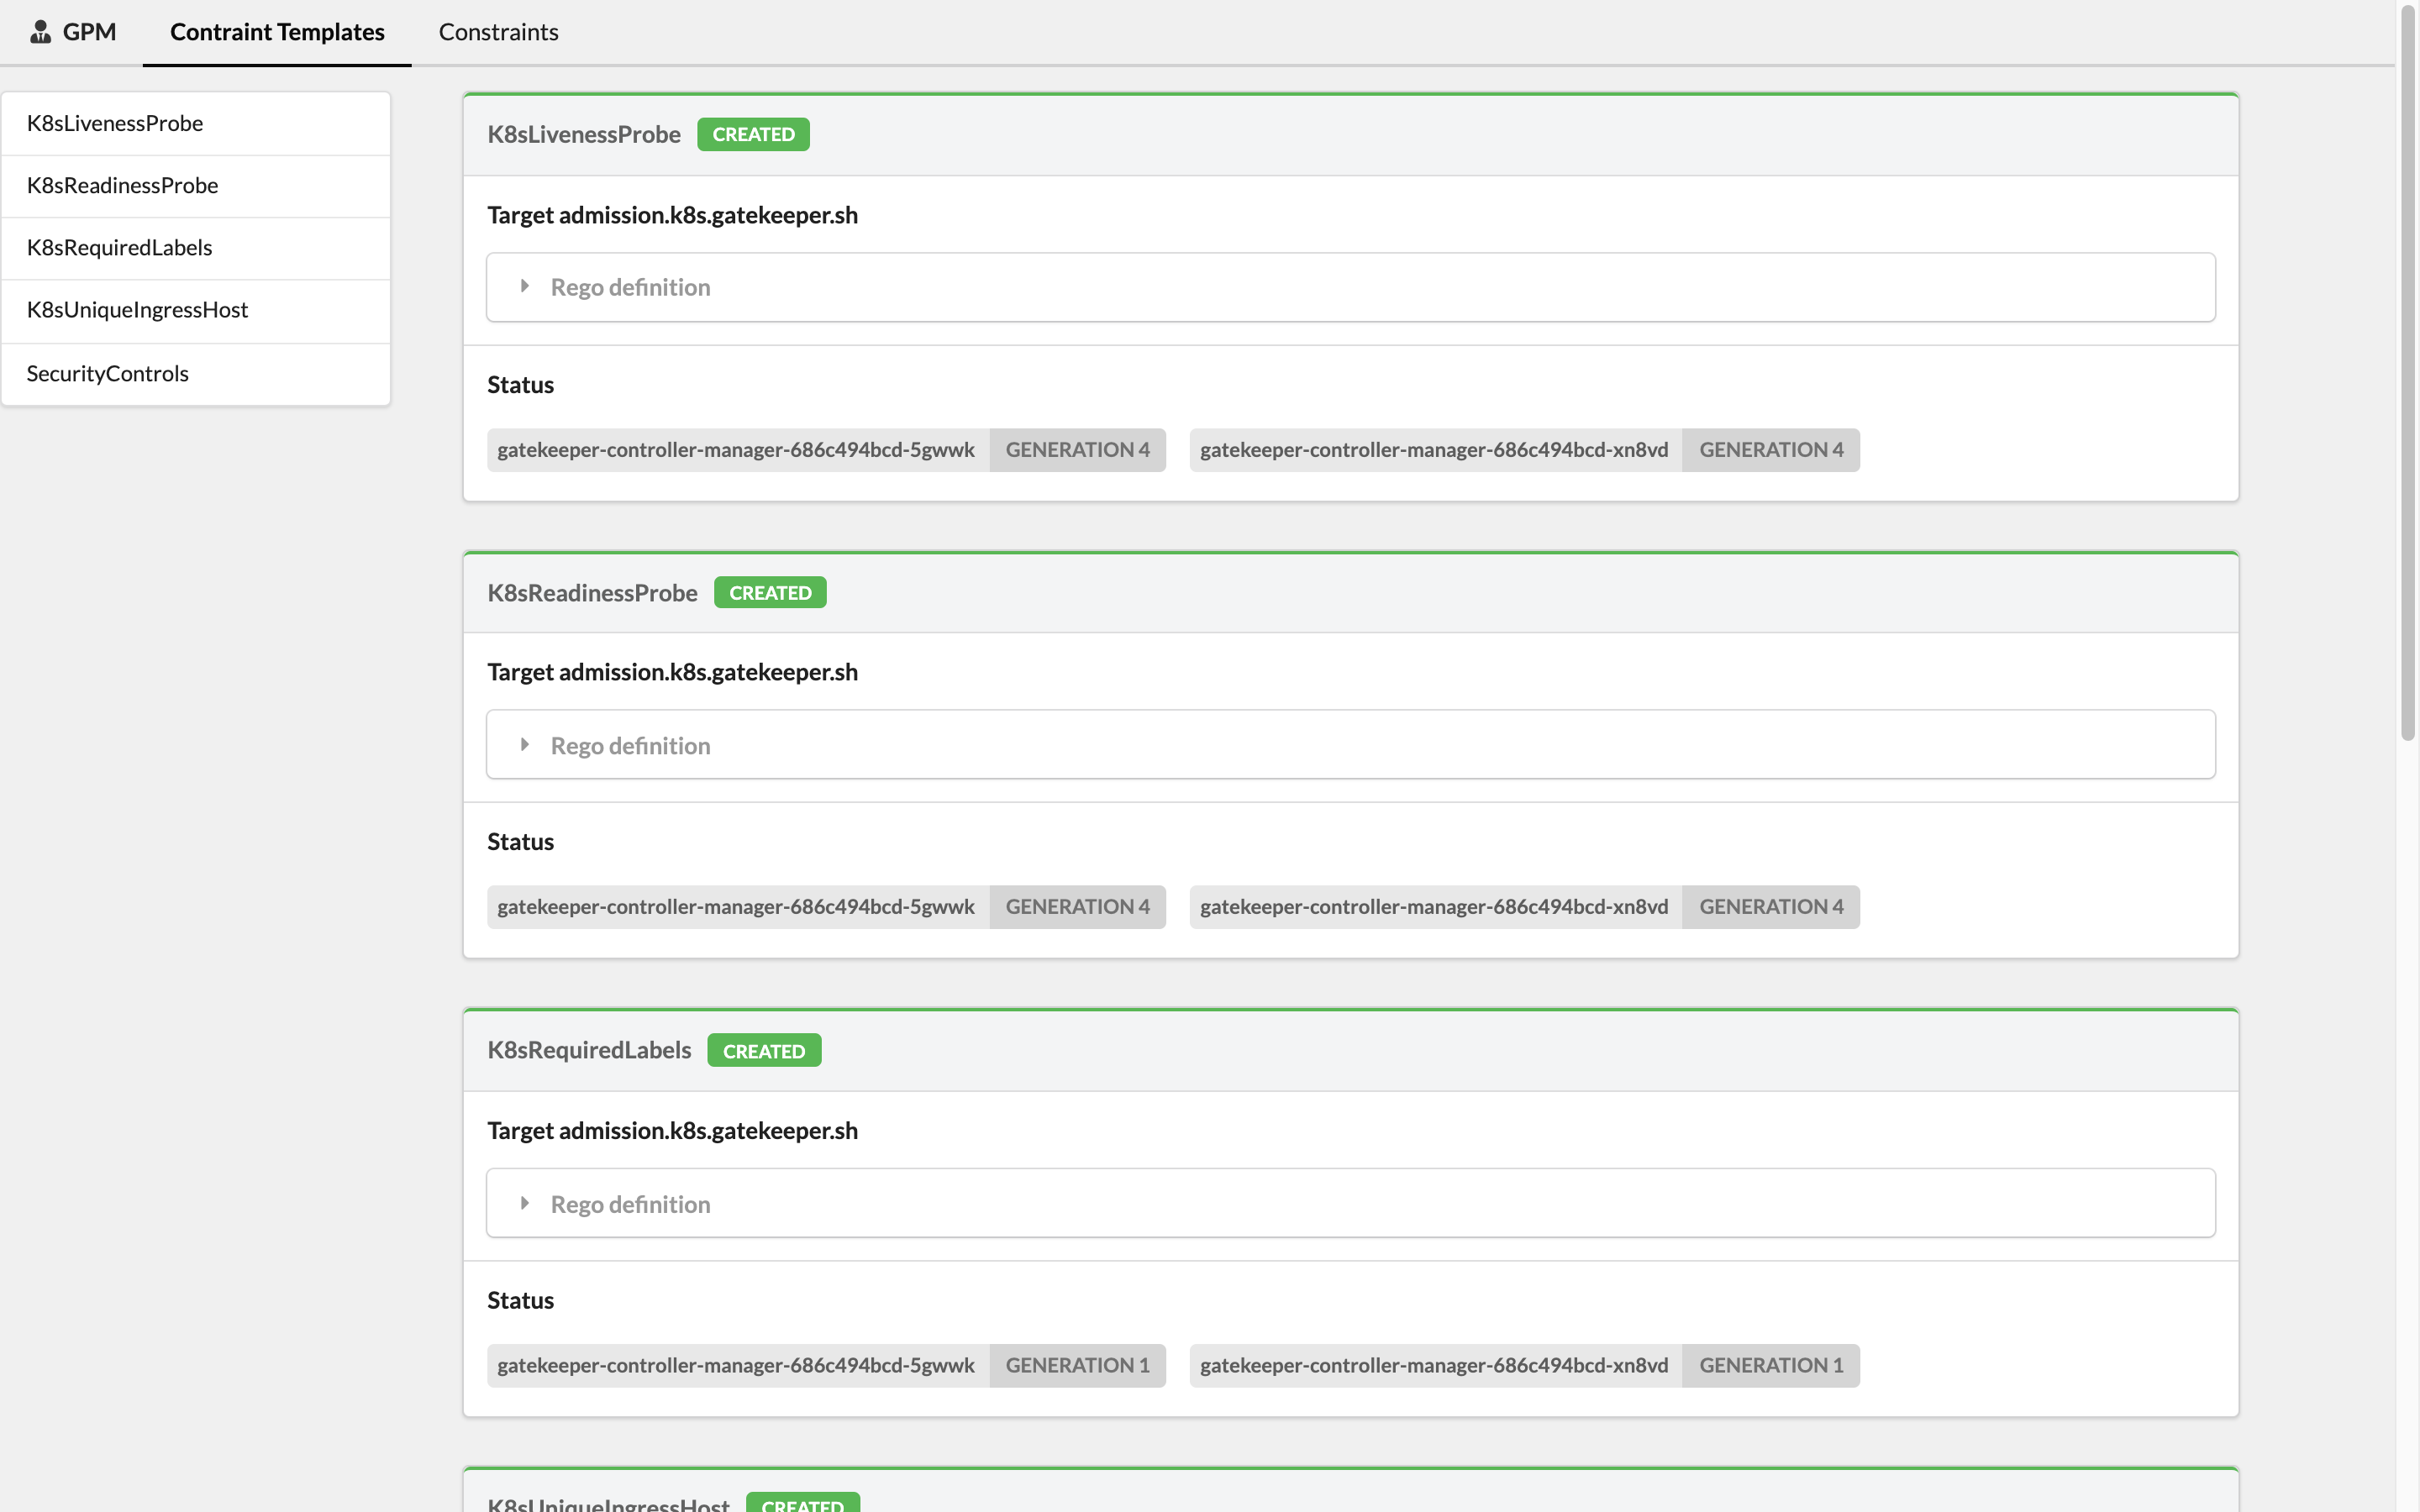 GPM Contraint Templates Constraints
K8sLivenessProbe
K8sReadinessProbe
K8sRequiredLabels
K8sUniqueIngressHost
SecurityControls
K8sLivenessProbe CREATED
Target admission.k8s.gatekeeper.sh
Rego definition
Status
gatekeeper-controller-manager-686c494bcd-5gwwk GENERATION 4 gatekeeper-controller-manager-686c494bcd-xn8vd GENERATION 4
K8sReadinessProbe CREATED
Target admission.k8s.gatekeeper.sh
Rego definition
Status
gatekeeper-controller-manager-686c494bcd-5gwwk GENERATION 4 gatekeeper-controller-manager-686c494bcd-xn8vd GENERATION 4
K8sRequiredLabels CREATED
Target admission.k8s.gatekeeper.sh
Rego definition
Status
gatekeeper-controller-manager-686c494bcd-5gwwk GENERATION 1 gatekeeper-controller-manager-686c494bcd-xn8vd GENERATION 1
K8sUniqueIngressHost CREATED